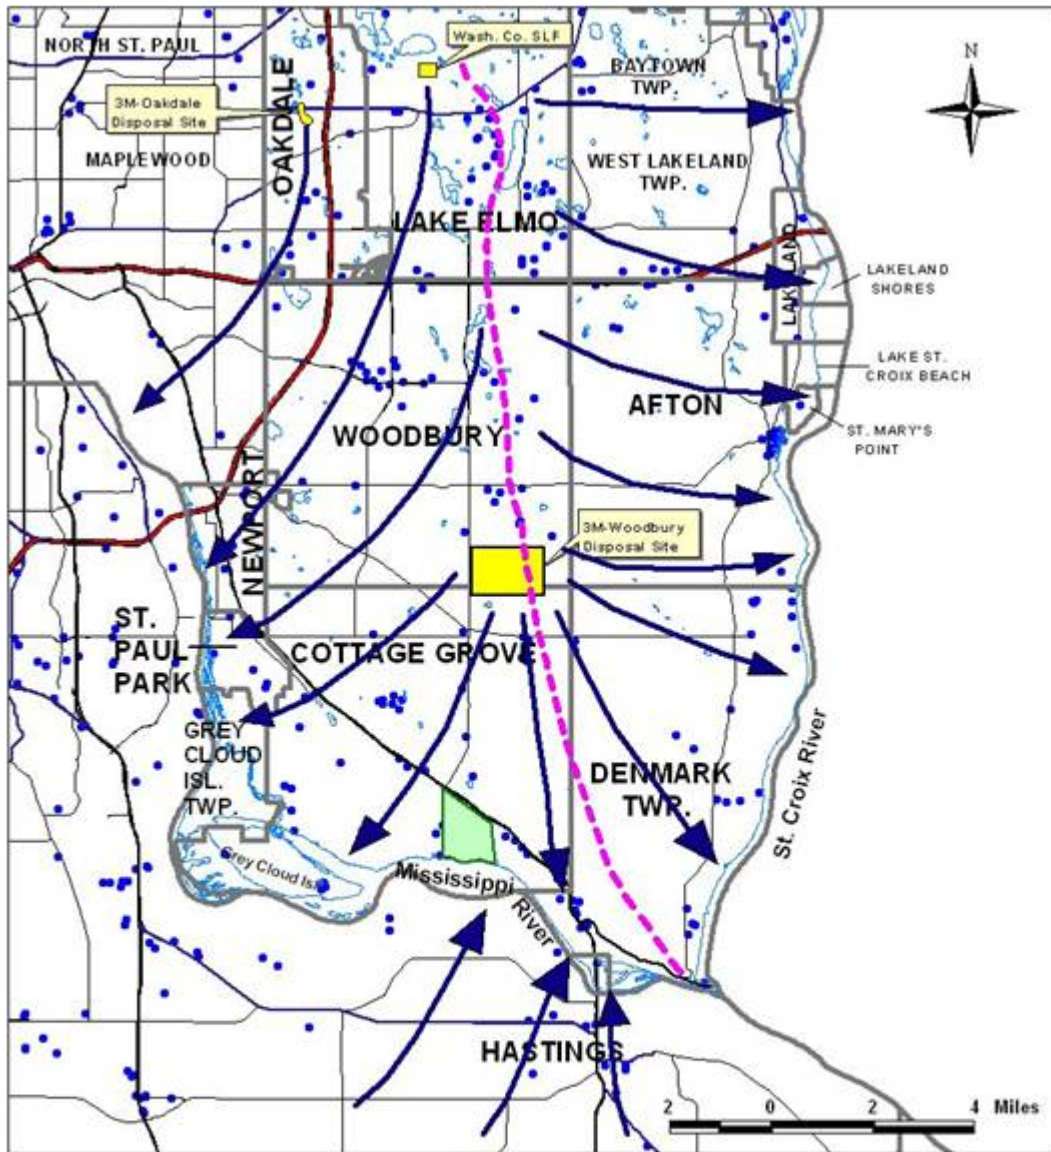 Wash. Co. SLF
NORTH ST. PAUL
BAYTOWN
TWP.
N
3M-Oakdale
Disposal Site
OAKDALE
MAPLEWOOD
WEST LAKELAND
TWP.
LAKE ELMO
LAKELAND
LAKELAND
SHORES
LAKE ST.
CROIX BEACH
AFTON
ST. MARY'S
POINT
WOODBURY
NEWPORT
3M-Woodbury
Disposal Site
ST.
PAUL
PARK
COTTAGE GROVE
GREY
CLOUD
ISL.
TWP.
DENMARK
TWP.
St. Croix River
Grey Cloud Isl
Mississippi
River
HASTINGS
2 0 2 4 Miles